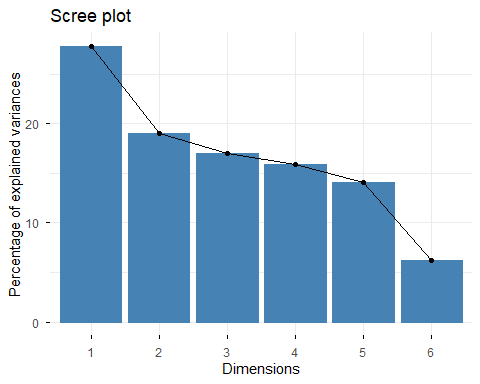 Scree plot
Percentage of explained variances
20
10
0
1 2 3 4 5 6
Dimensions